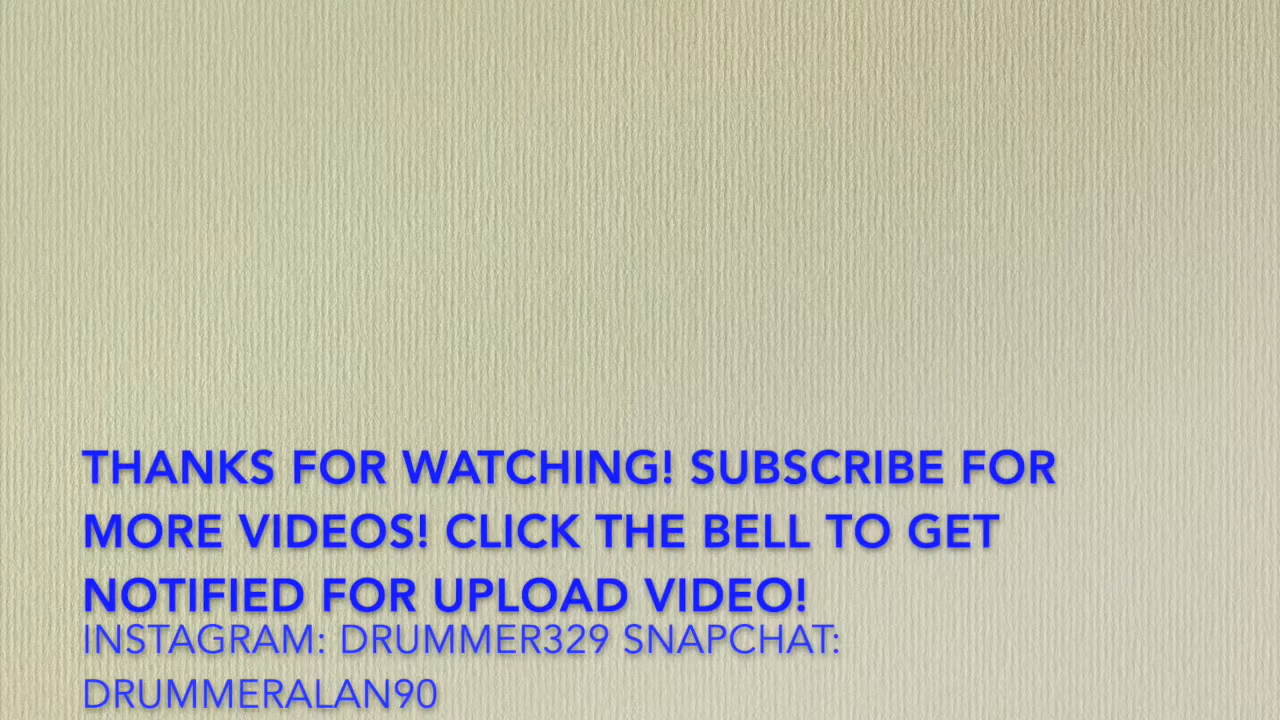 THANKS FOR WATCHING! SUBSCRIBE FOR
MORE VIDEOS! CLICK THE BELL TO GET
NOTIFIED FOR UPLOAD VIDEO!
INSTAGRAM: DRUMMER329 SNAPCHAT:
DRUMMERALAN90